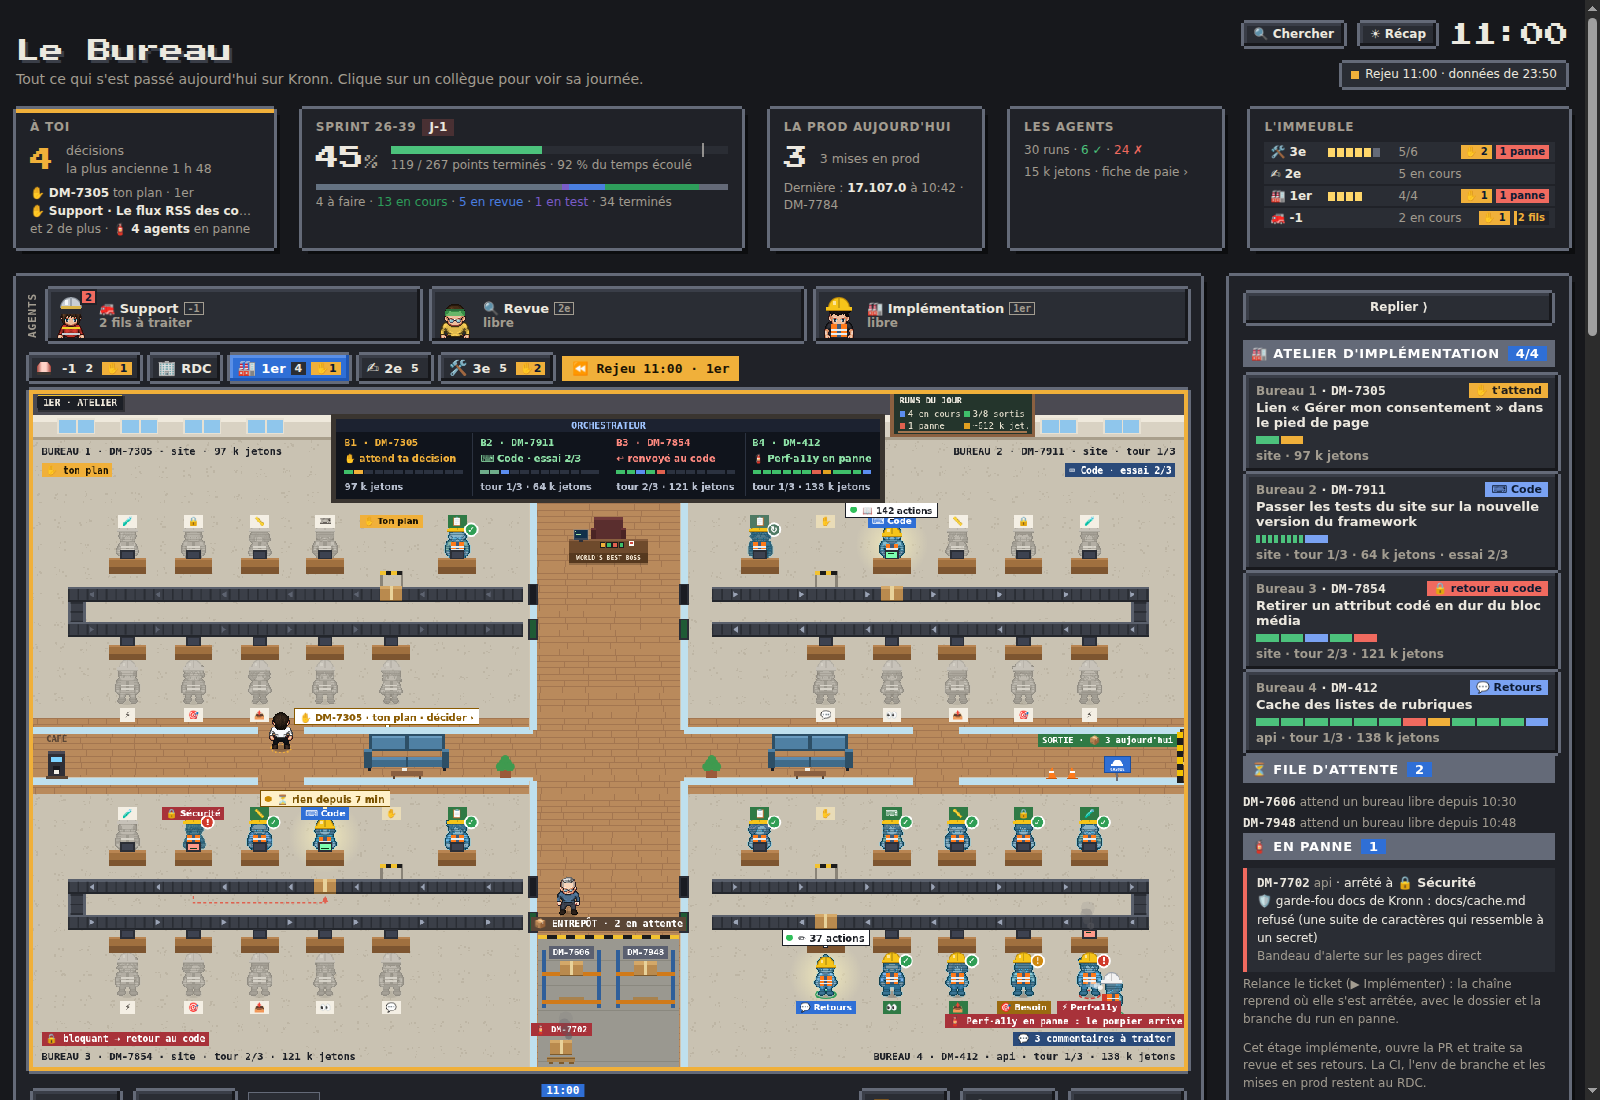 Le Bureau
Tout ce qui s'est passé aujourd'hui sur Kronn. Clique sur un collègue pour voir sa journée.
Chercher
Récap
11:00
Rejeu 11:00 · données de 23:50
À TOI
4 décisions
la plus ancienne 1 h 48
DM-7305 ton plan · 1er
Support · Le flux RSS des co…
et 2 de plus · 4 agents en panne
SPRINT 26-39 J-1
45%
119 / 267 points terminés · 92 % du temps écoulé
4 à faire · 13 en cours · 5 en revue · 1 en test · 34 terminés
LA PROD AUJOURD'HUI
3 3 mises en prod
Dernière : 17.107.0 à 10:42 ·
DM-7784
LES AGENTS
30 runs · 6 ✓ · 24 ✗
15 k jetons · fiche de paie ›
L'IMMEUBLE
3e 5/6 2 1 panne
2e 5 en cours
1er 4/4 1 1 panne
-1 2 en cours 1 2 fils
AGENTS
2
Support -1
2 fils à traiter
Revue 2e
libre
Implémentation 1er
libre
-1 2 1
RDC
1er 4 1
2e 5
3e 5 2
Rejeu 11:00 · 1er
1ER · ATELIER
ORCHESTRATEUR
B1 · DM-7305
attend ta décision
97 k jetons
B2 · DM-7911
Code · essai 2/3
tour 1/3 · 64 k jetons
B3 · DM-7854
renvoyé au code
tour 2/3 · 121 k jetons
B4 · DM-412
Perf-a11y en panne
tour 1/3 · 138 k jetons
RUNS DU JOUR
4 en cours 3/8 sortis
1 panne ~612 k jet.
BUREAU 1 · DM-7305 · site · 97 k jetons
ton plan
BUREAU 2 · DM-7911 · site · tour 1/3
Code · essai 2/3
Ton plan
142 actions
Code
WORLD'S BEST BOSS
DM-7305 · ton plan · décider ›
CAFÉ
SORTIE · 3 aujourd'hui
rien depuis 7 min
Sécurité
Code
ENTREPÔT · 2 en attente
DM-7606
DM-7948
DM-7702
37 actions
Retours
Besoin
Perf-a11y
Perf-a11y en panne : le pompier arrive
3 commentaires à traiter
bloquant → retour au code
BUREAU 3 · DM-7854 · site · tour 2/3 · 121 k jetons
BUREAU 4 · DM-412 · api · tour 1/3 · 138 k jetons
11:00
Replier ⟩
ATELIER D'IMPLÉMENTATION 4/4
Bureau 1 · DM-7305 t'attend
Lien « Gérer mon consentement » dans
le pied de page
site · 97 k jetons
Bureau 2 · DM-7911 Code
Passer les tests du site sur la nouvelle
version du framework
site · tour 1/3 · 64 k jetons · essai 2/3
Bureau 3 · DM-7854 retour au code
Retirer un attribut codé en dur du bloc
média
site · tour 2/3 · 121 k jetons
Bureau 4 · DM-412 Retours
Cache des listes de rubriques
api · tour 1/3 · 138 k jetons
FILE D'ATTENTE 2
DM-7606 attend un bureau libre depuis 10:30
DM-7948 attend un bureau libre depuis 10:48
EN PANNE 1
DM-7702 api · arrêté à Sécurité
garde-fou docs de Kronn : docs/cache.md
refusé (une suite de caractères qui ressemble à
un secret)
Bandeau d'alerte sur les pages direct
Relance le ticket (▶ Implémenter) : la chaîne
reprend où elle s'est arrêtée, avec le dossier et la
branche du run en panne.
Cet étage implémente, ouvre la PR et traite sa
revue et ses retours. La CI, l'env de branche et les
mises en prod restent au RDC.